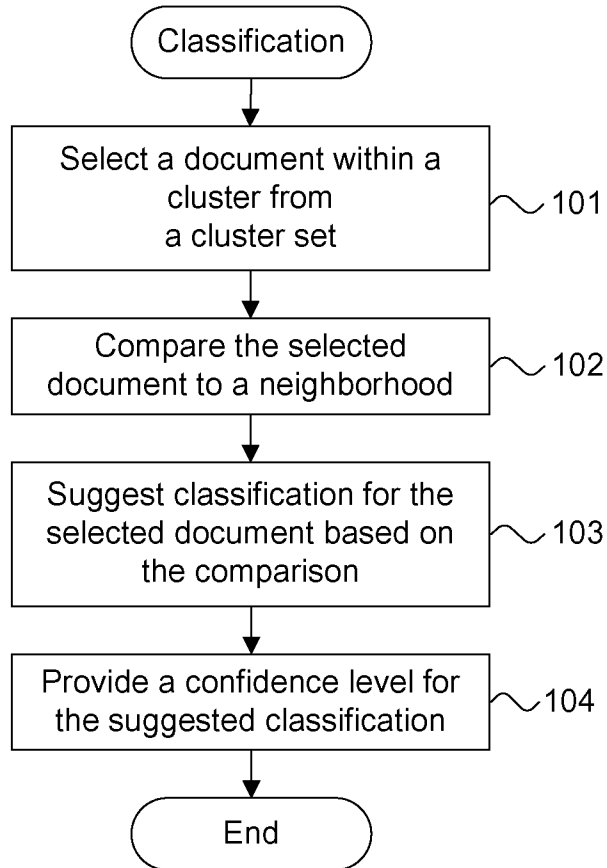 Classification
Select a document within a
cluster from
a cluster set
101
Compare the selected
document to a neighborhood
102
Suggest classification for the
selected document based on
the comparison
103
Provide a confidence level for
the suggested classification
104
End